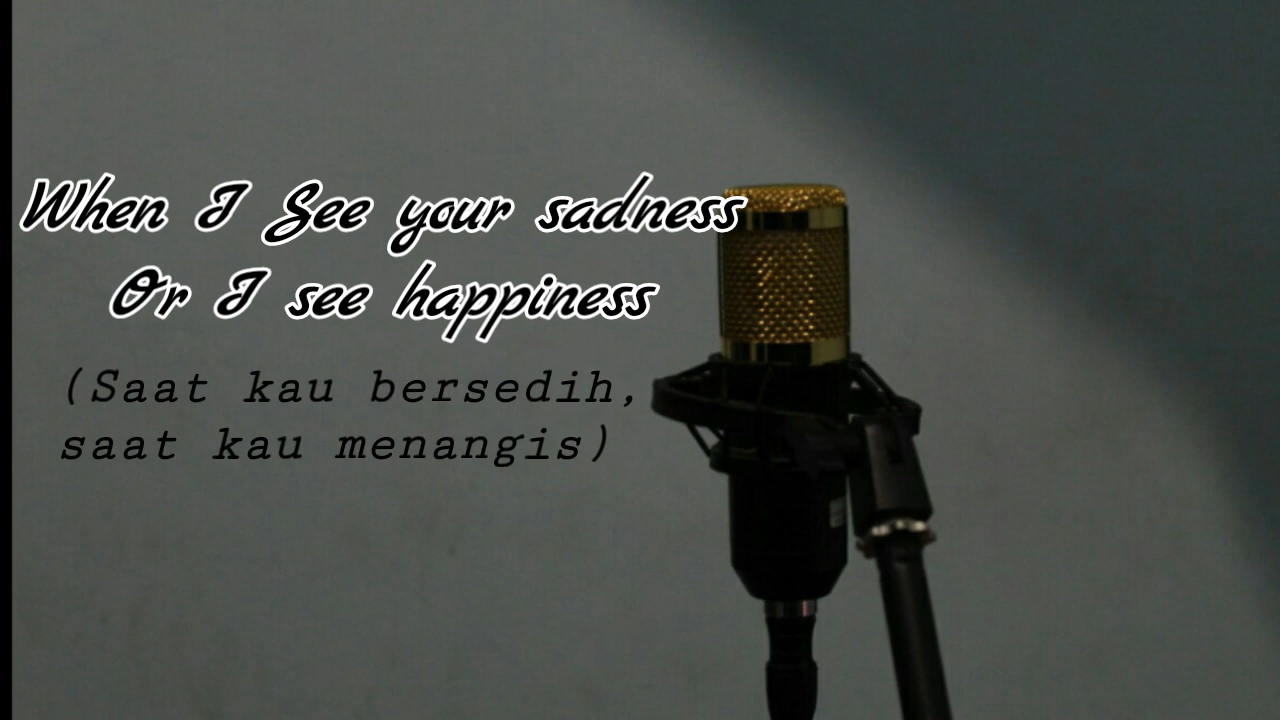 When I See your sadness
Or I see happiness
(Saat kau bersedih,
saat kau menangis)